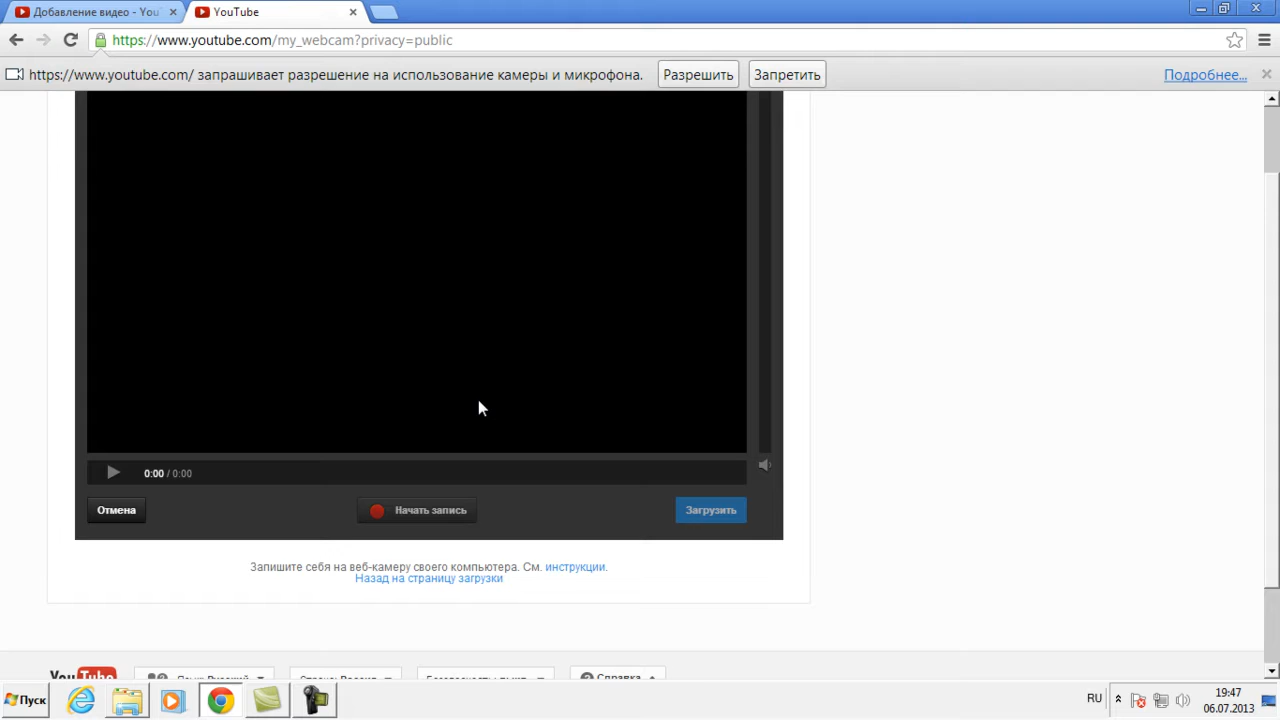 Добавление видео - You
YouTube
https://www.youtube.com/my_webcam?privacy=public
https://www.youtube.com/ запрашивает разрешение на использование камеры и микрофона.
Разрешить
Запретить
Подробнее...
0:00 / 0:00
Отмена
Начать запись
Загрузить
Запишите себя на веб-камеру своего компьютера. См. инструкции.
Назад на страницу загрузки
Справка
Пуск
RU
19:47
06.07.2013